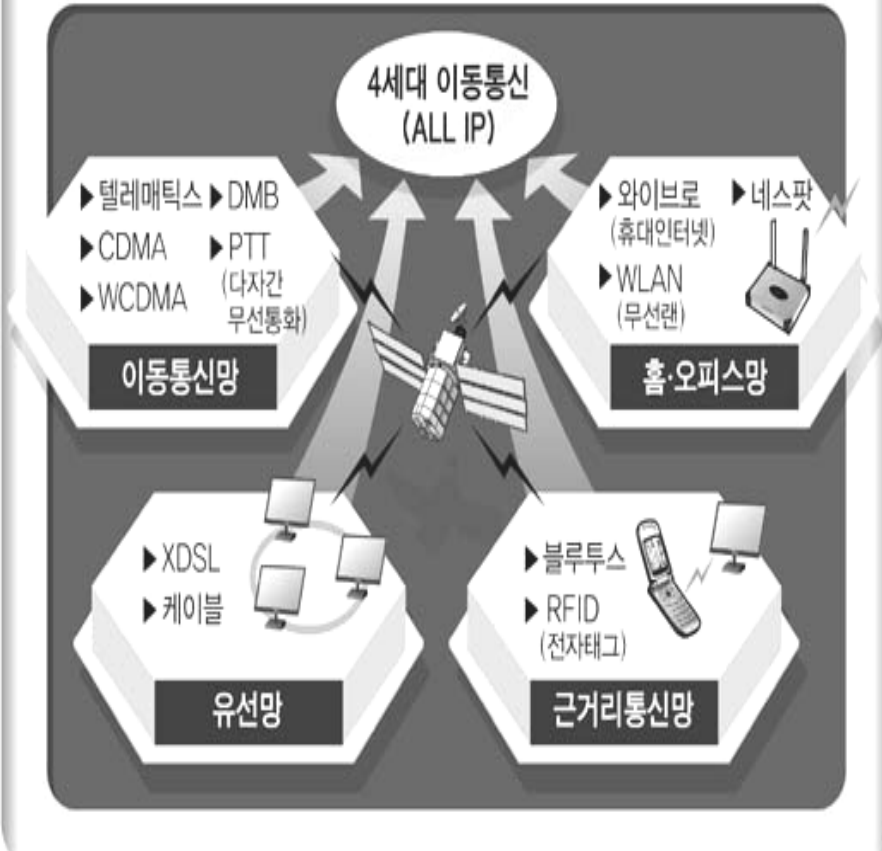 4세대 이동통신
(ALL IP)
▶텔레매틱스 ▶DMB
▶CDMA ▶PTT
(다자간
▶WCDMA
무선통화)
이동통신망
▶와이브로 ▶네스팟
(휴대인터넷)
▶WLAN
(무선랜)
홈·오피스망
▶XDSL
▶케이블
유선망
▶블루투스
▶RFID
(전자태그)
근거리통신망